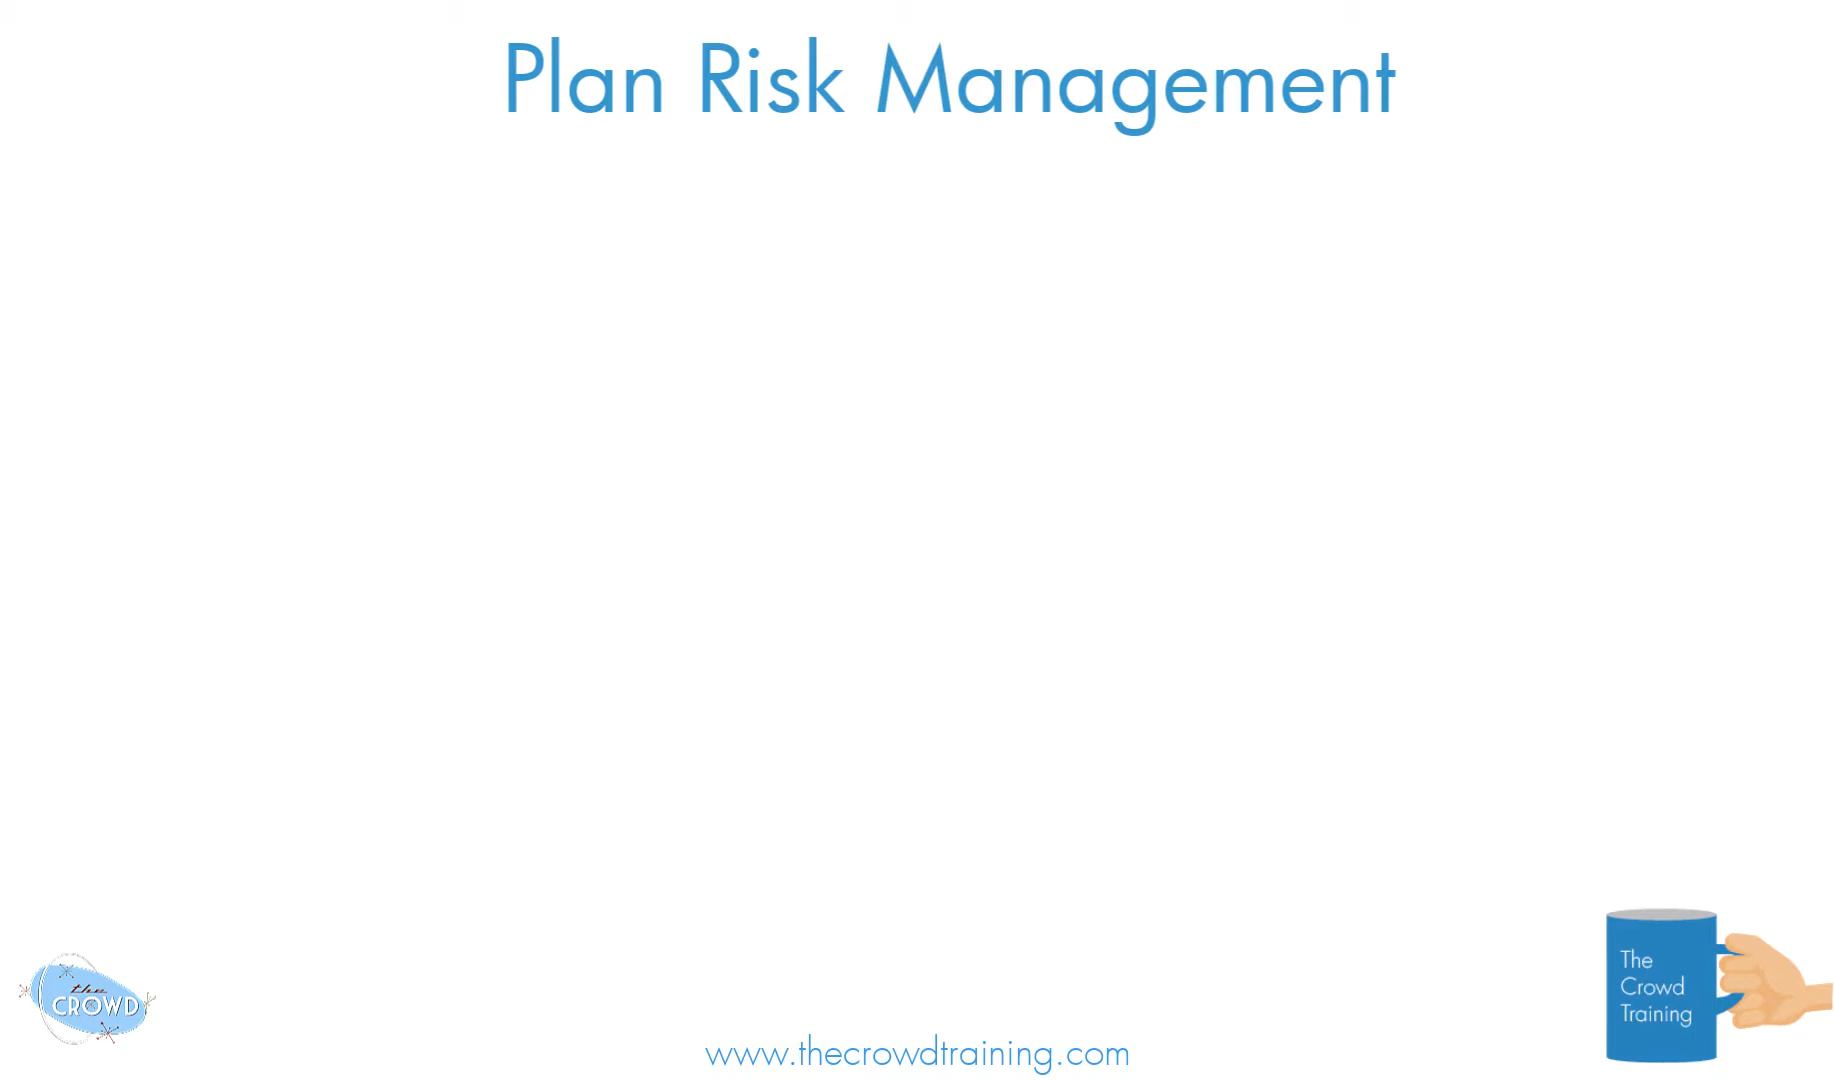 Plan Risk Management
the
CROWD
The
Crowd
Training
www.thecrowdtraining.com